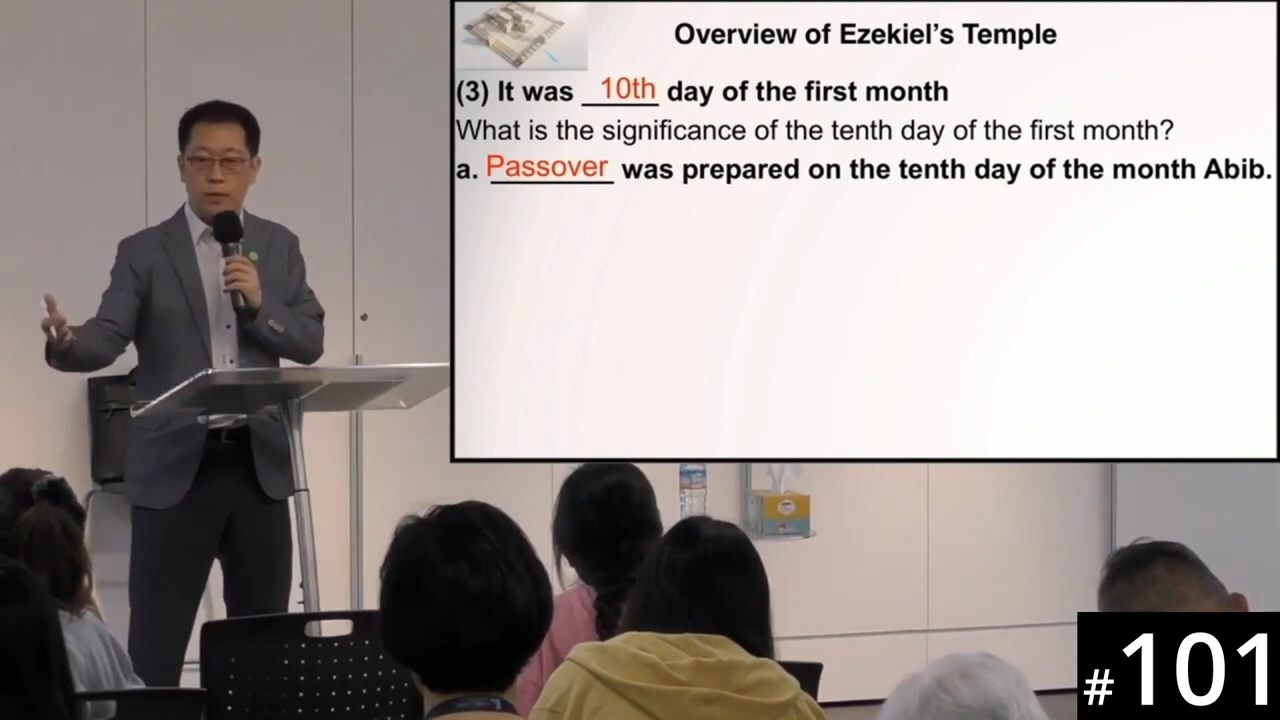 Overview of Ezekiel's Temple
(3) It was 10th day of the first month
What is the significance of the tenth day of the first month?
a. Passover was prepared on the tenth day of the month Abib.
#101